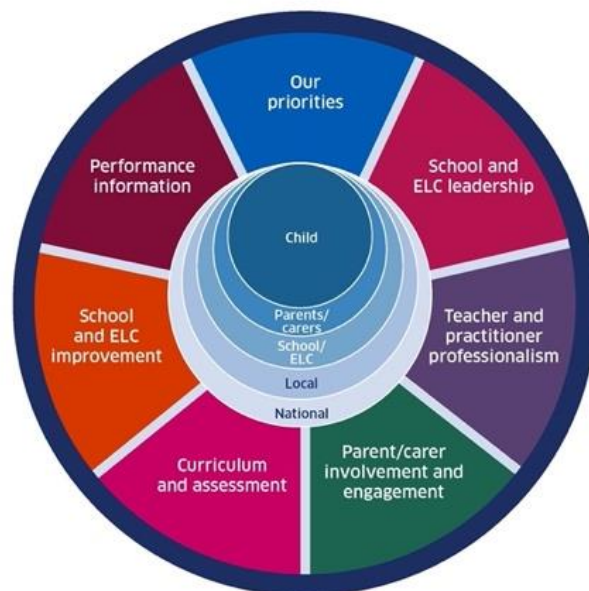 Our
priorities
School and
ELC leadership
Teacher and
practitioner
professionalism
Parent/carer
involvement and
engagement
Curriculum
and assessment
School
and ELC
improvement
Performance
information
Child
Parents/
carers
School/
ELC
Local
National